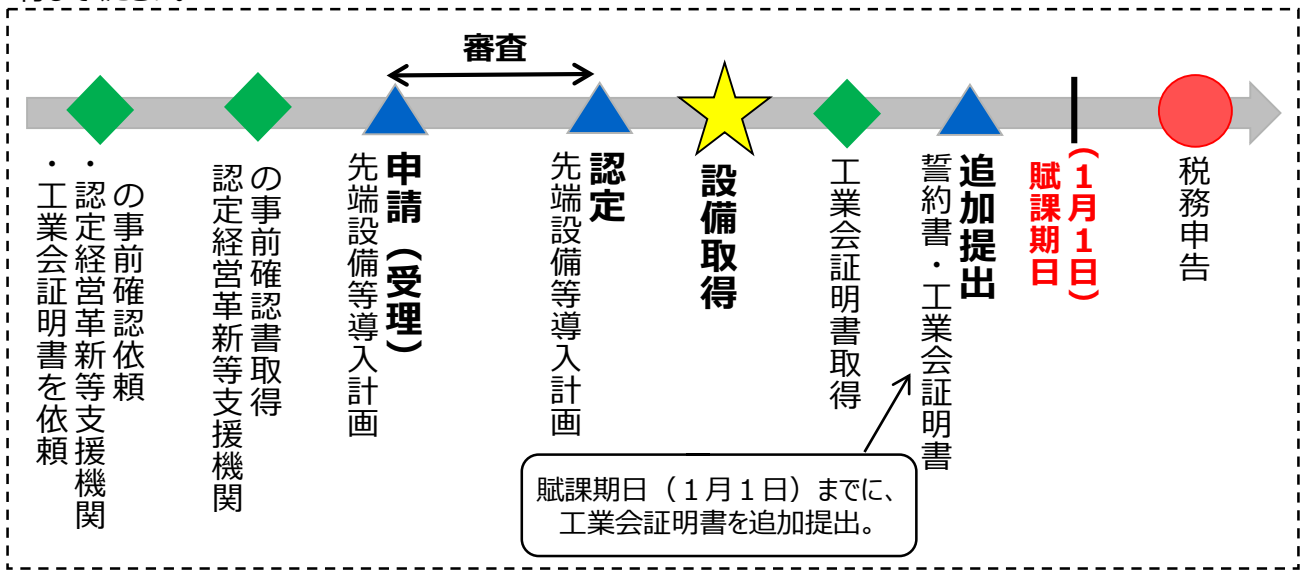 審査
・認定経営革新等支援機関
の事前確認依頼
・工業会証明書を依頼
認定経営革新等支援機関
の事前確認書取得
申請（受理）
先端設備等導入計画
認定
先端設備等導入計画
設備取得
工業会証明書取得
追加提出
誓約書・工業会証明書
（１月１日）
賦課期日
税務申告
賦課期日（１月１日）までに、
工業会証明書を追加提出。